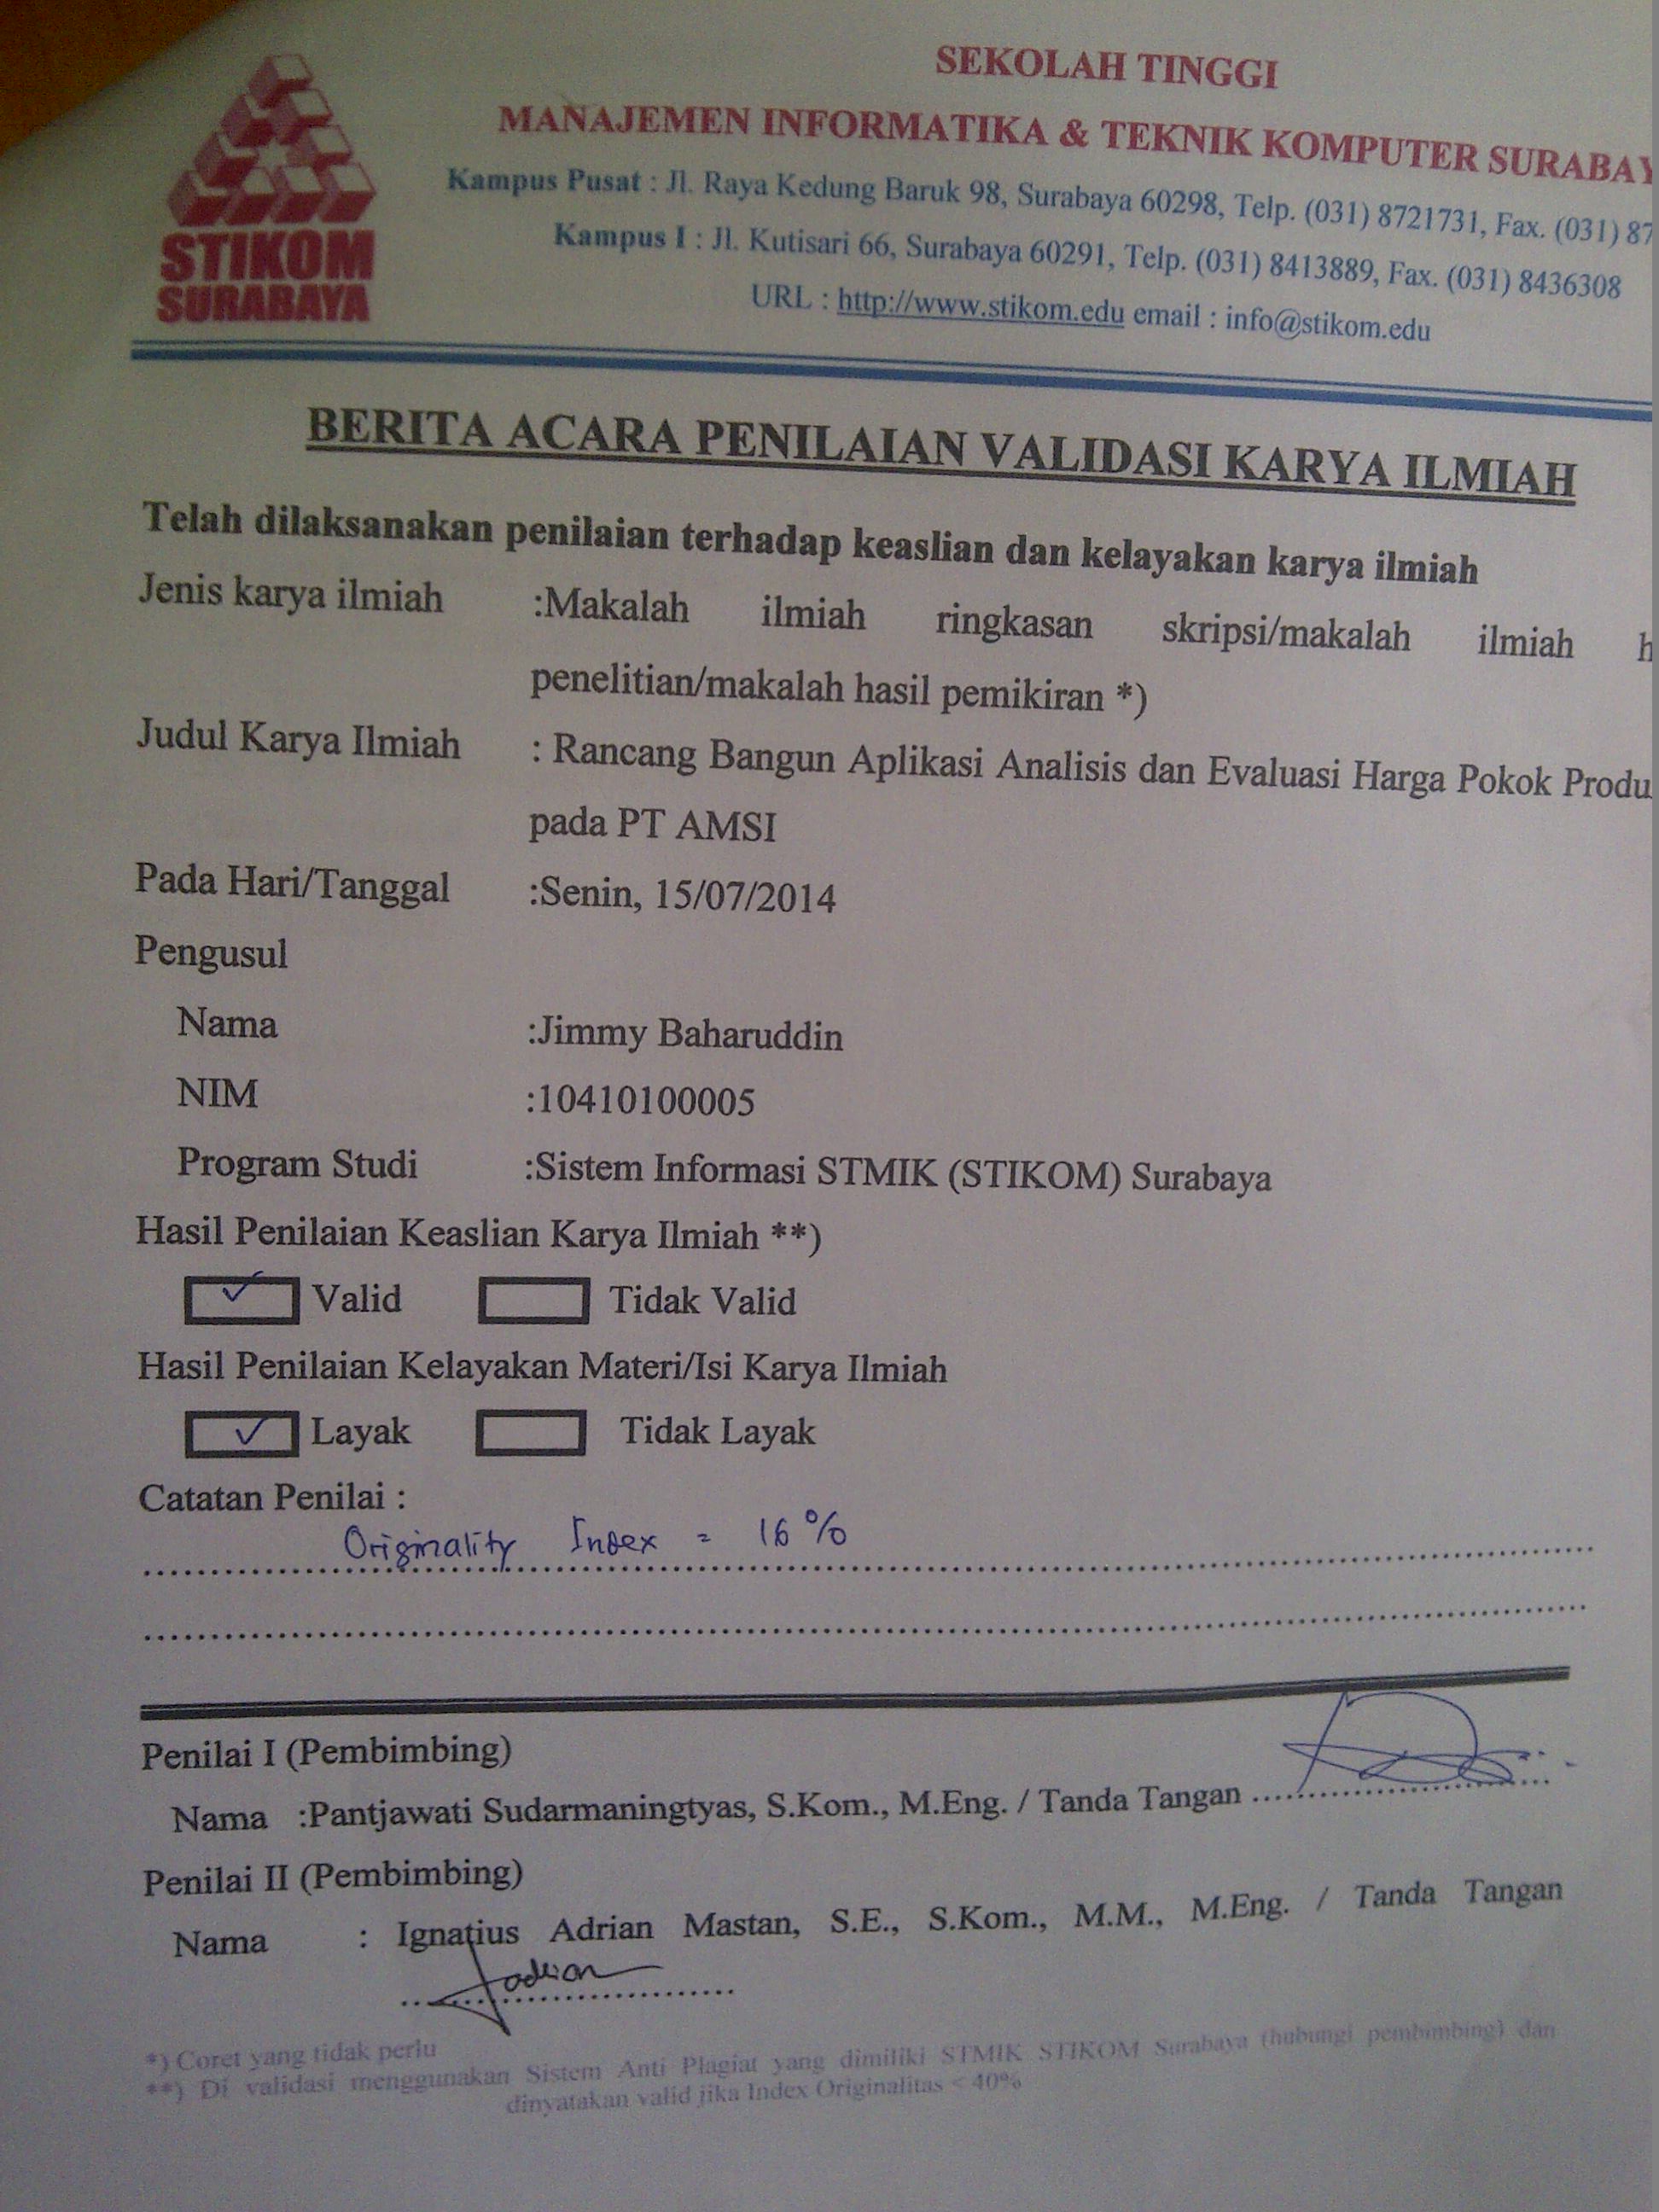 STIKOM
SURABAYA
SEKOLAH TINGGI
MANAJEMEN INFORMATIKA & TEKNIK KOMPUTER SURABAY
Kampus Pusat : Jl. Raya Kedung Baruk 98, Surabaya 60298, Telp. (031) 8721731, Fax. (031) 87
Kampus I : Jl. Kutisari 66, Surabaya 60291, Telp. (031) 8413889, Fax. (031) 8436308
URL : http://www.stikom.edu email : info@stikom.edu
BERITA ACARA PENILAIAN VALIDASI KARYA ILMIAH
Telah dilaksanakan penilaian terhadap keaslian dan kelayakan karya ilmiah
Jenis karya ilmiah :Makalah ilmiah ringkasan skripsi/makalah ilmiah h
penelitian/makalah hasil pemikiran *)
Judul Karya Ilmiah : Rancang Bangun Aplikasi Analisis dan Evaluasi Harga Pokok Produ
pada PT AMSI
Pada Hari/Tanggal :Senin, 15/07/2014
Pengusul
Nama :Jimmy Baharuddin
NIM :10410100005
Program Studi :Sistem Informasi STMIK (STIKOM) Surabaya
Hasil Penilaian Keaslian Karya Ilmiah **)
✓ Valid Tidak Valid
Hasil Penilaian Kelayakan Materi/Isi Karya Ilmiah
✓ Layak Tidak Layak
Catatan Penilai :
Originality Index = 16%
Penilai I (Pembimbing)
Nama :Pantjawati Sudarmaningtyas, S.Kom., M.Eng. / Tanda Tangan
Penilai II (Pembimbing)
Nama : Ignatius Adrian Mastan, S.E., S.Kom., M.M., M.Eng. / Tanda Tangan
*) Coret yang tidak perlu
**) Di validasi menggunakan Sistem Anti Plagiat yang dimiliki STMIK STIKOM Surabaya (hubungi pembimbing) dan
dinyatakan valid jika Index Originalitas < 40%